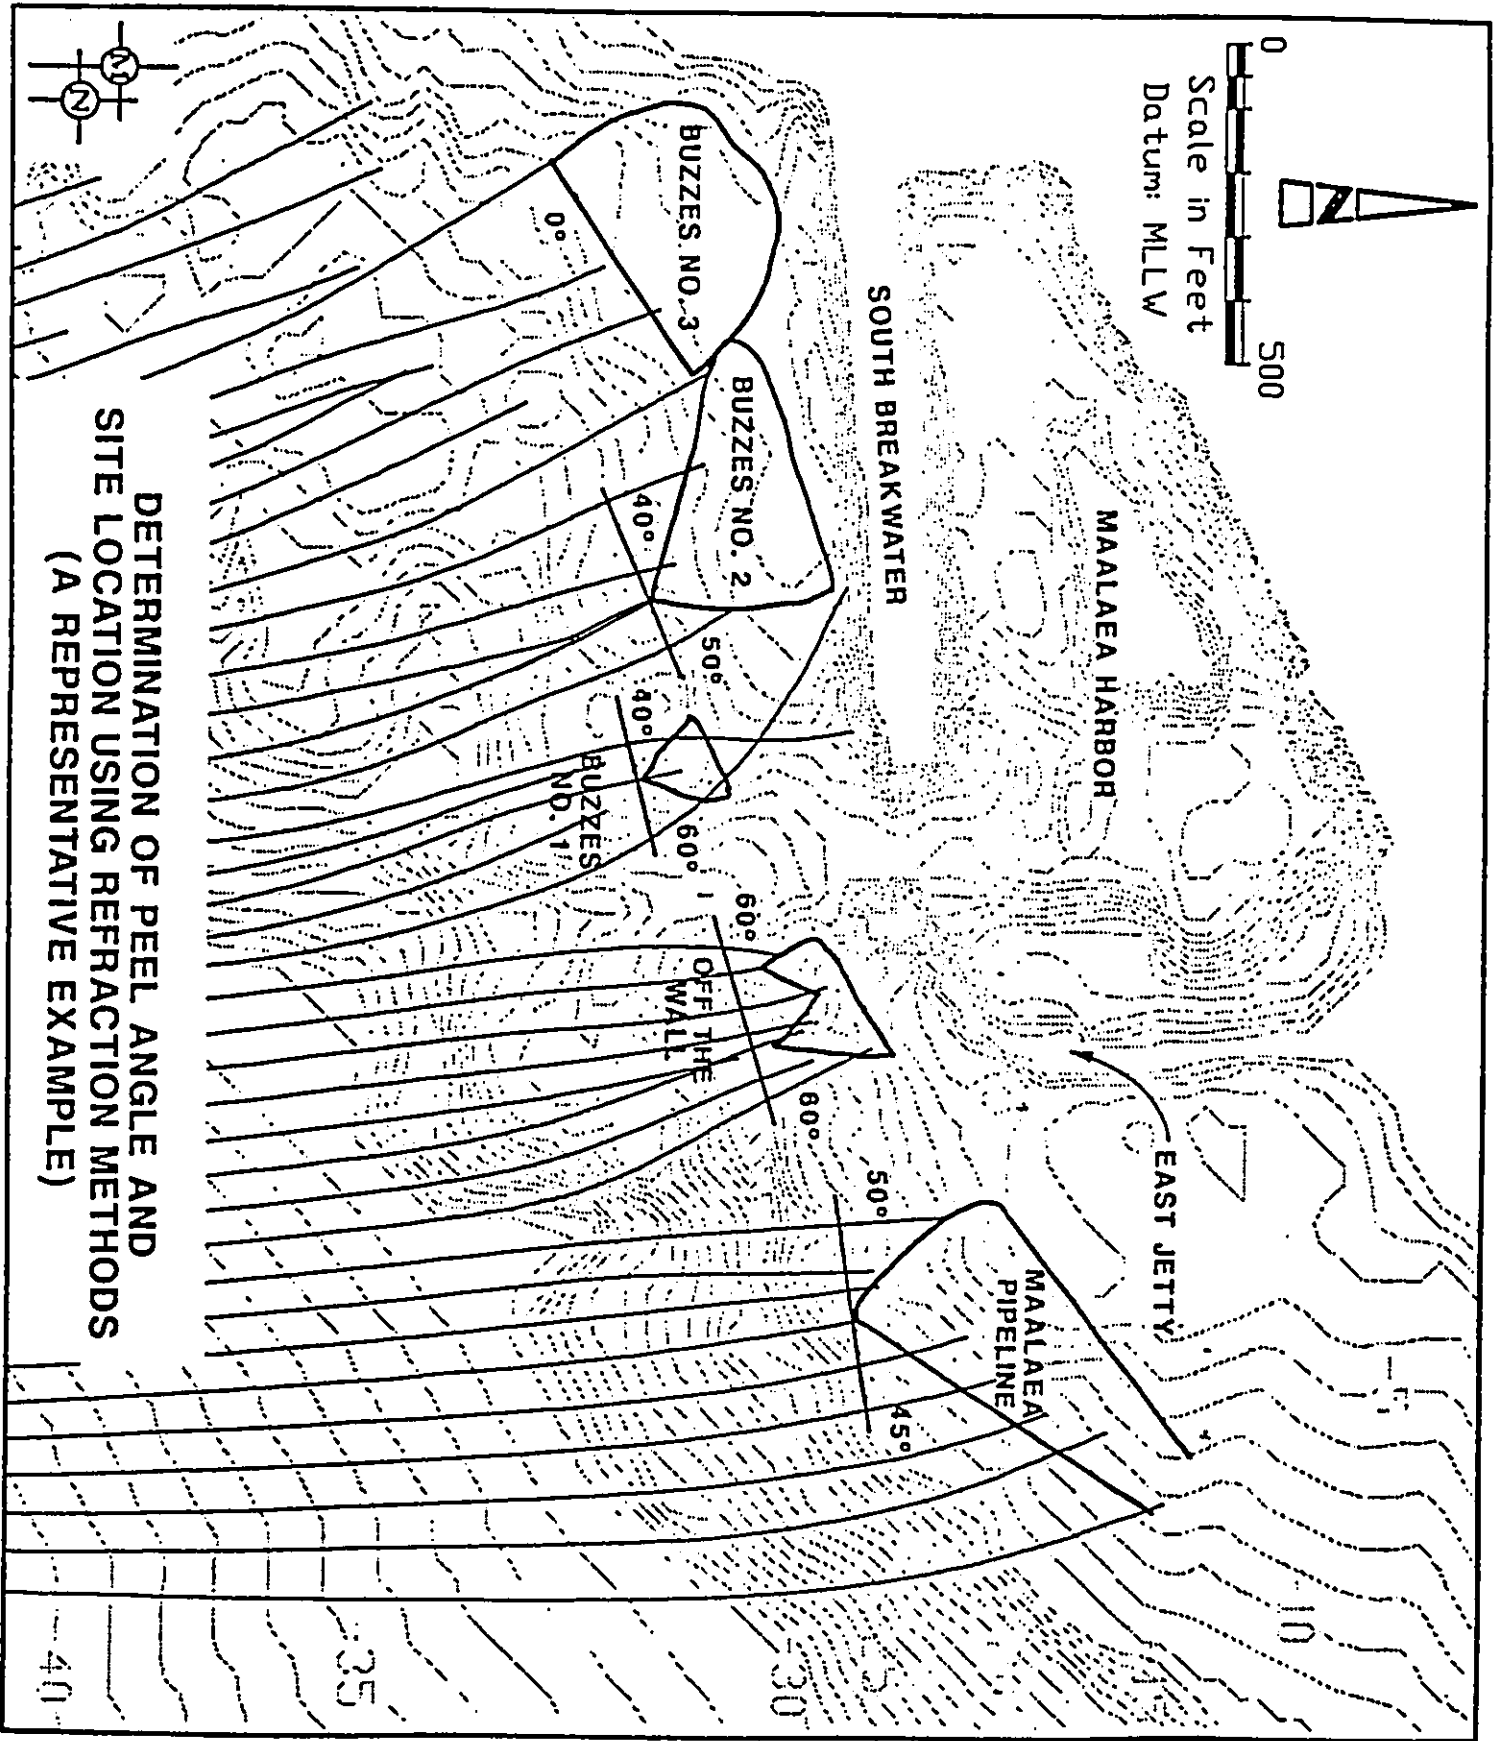 0 500
Scale in Feet
Datum: MLLW
N
MAALAEA HARBOR
EAST JETTY
SOUTH BREAKWATER
BUZZES NO. 3
0°
BUZZES NO. 2
40°
50°
40°
60°
BUZZES
NO. 1
60°
60°
OFF THE
WALL
50°
45°
MAALAEA
PIPELINE
-10
-30
-35
-40
M
N
DETERMINATION OF PEEL ANGLE AND
SITE LOCATION USING REFRACTION METHODS
(A REPRESENTATIVE EXAMPLE)